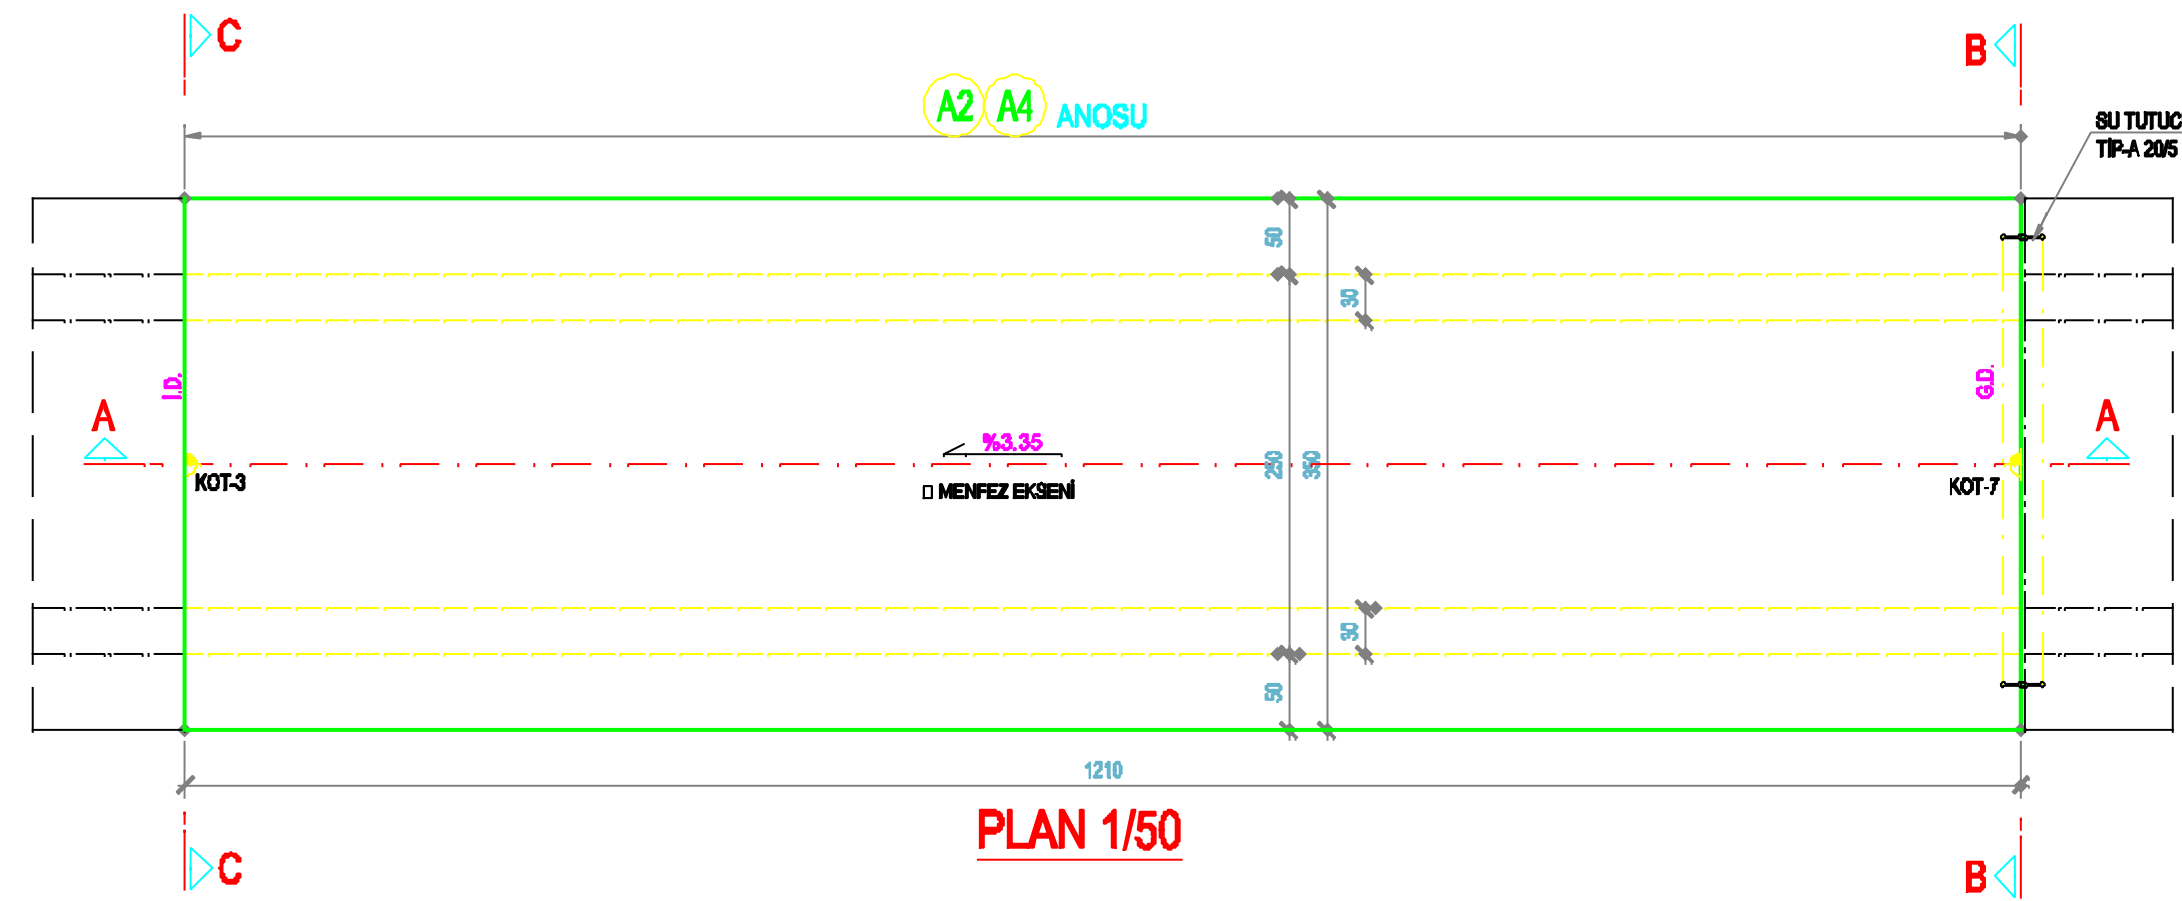 C
B
A2 A4 ANOSU
SU TUTUC
TİP-A 20/5
50
30
I.D.
G.D.
A
A
%3.35
250
350
KOT-3
MENFEZ EKSENİ
KOT-7
30
50
1210
PLAN 1/50
C
B